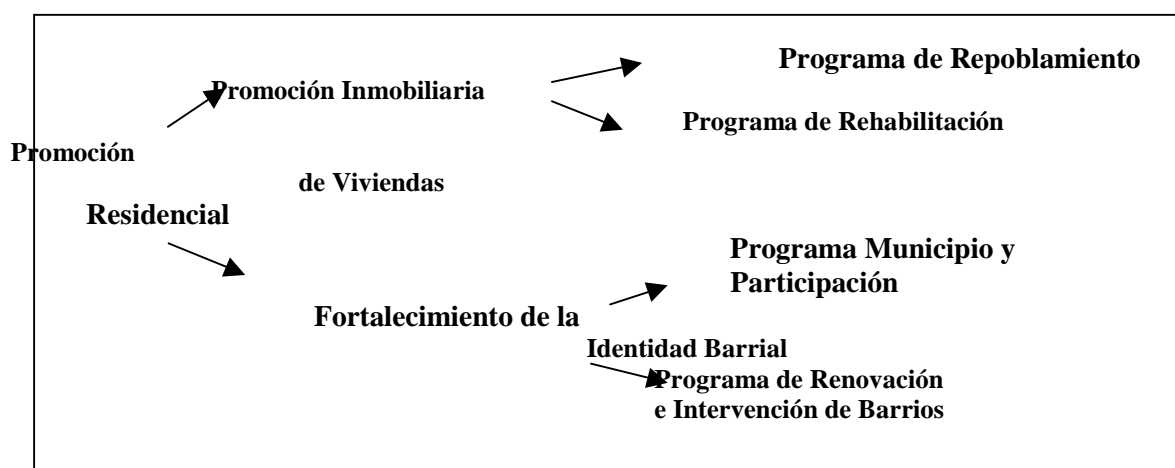 Programa de Repoblamiento
Promoción Inmobiliaria
Programa de Rehabilitación
Promoción
de Viviendas
Residencial
Programa Municipio y
Participación
Fortalecimiento de la
Identidad Barrial
Programa de Renovación
e Intervención de Barrios